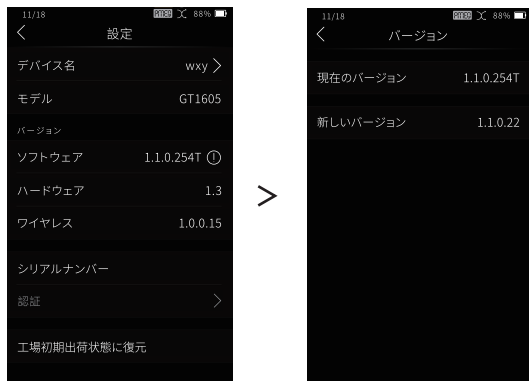 11/18 88%
設定
デバイス名 wxy
モデル GT1605
バージョン
ソフトウェア 1.1.0.254T
ハードウェア 1.3
ワイヤレス 1.0.0.15
シリアルナンバー
認証
工場初期出荷状態に復元
>
11/18 88%
バージョン
現在のバージョン 1.1.0.254T
新しいバージョン 1.1.0.22